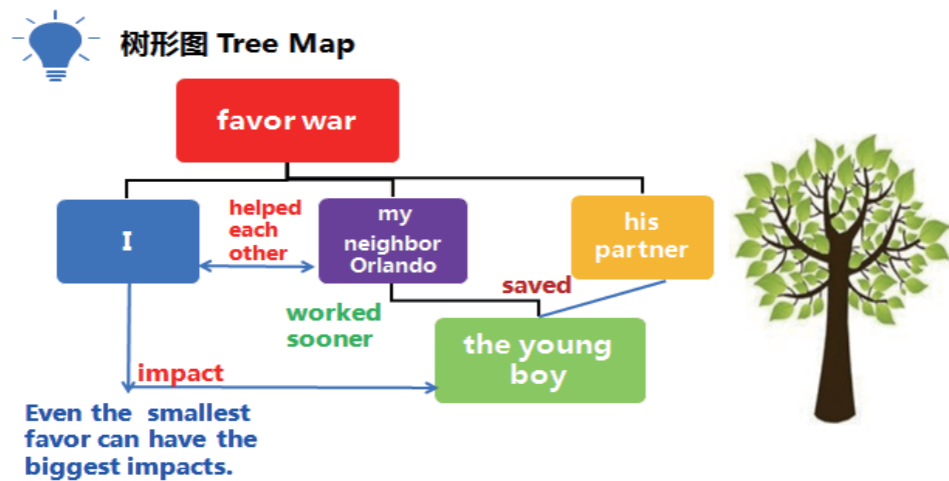 树形图 Tree Map
favor war
I
helped
each
other
my
neighbor
Orlando
his
partner
saved
worked
sooner
the young
boy
impact
Even the smallest
favor can have the
biggest impacts.